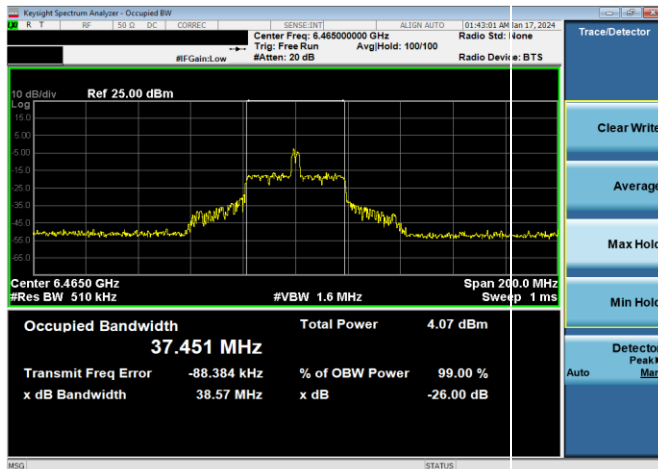 Keysight Spectrum Analyzer - Occupied BW
R T RF 50 Ω DC CORREC SENSE:INT ALIGN AUTO 01:43:01 AM Jan 17, 2024
Center Freq: 6.465000000 GHz Radio Std: None
Trig: Free Run Avg|Hold: 100/100
#IFGain:Low #Atten: 20 dB Radio Device: BTS
Trace/Detector
10 dB/div Ref 25.00 dBm
Log
15.0
5.00
-5.00
-15.0
-25.0
-35.0
-45.0
-55.0
-65.0
Center 6.4650 GHz Span 200.0 MHz
#Res BW 510 kHz #VBW 1.6 MHz Sweep 1 ms
Clear Write
Average
Max Hold
Min Hold
Detector
Peak
Auto Man
Occupied Bandwidth Total Power 4.07 dBm
37.451 MHz
Transmit Freq Error -88.384 kHz % of OBW Power 99.00 %
x dB Bandwidth 38.57 MHz x dB -26.00 dB
MSG STATUS